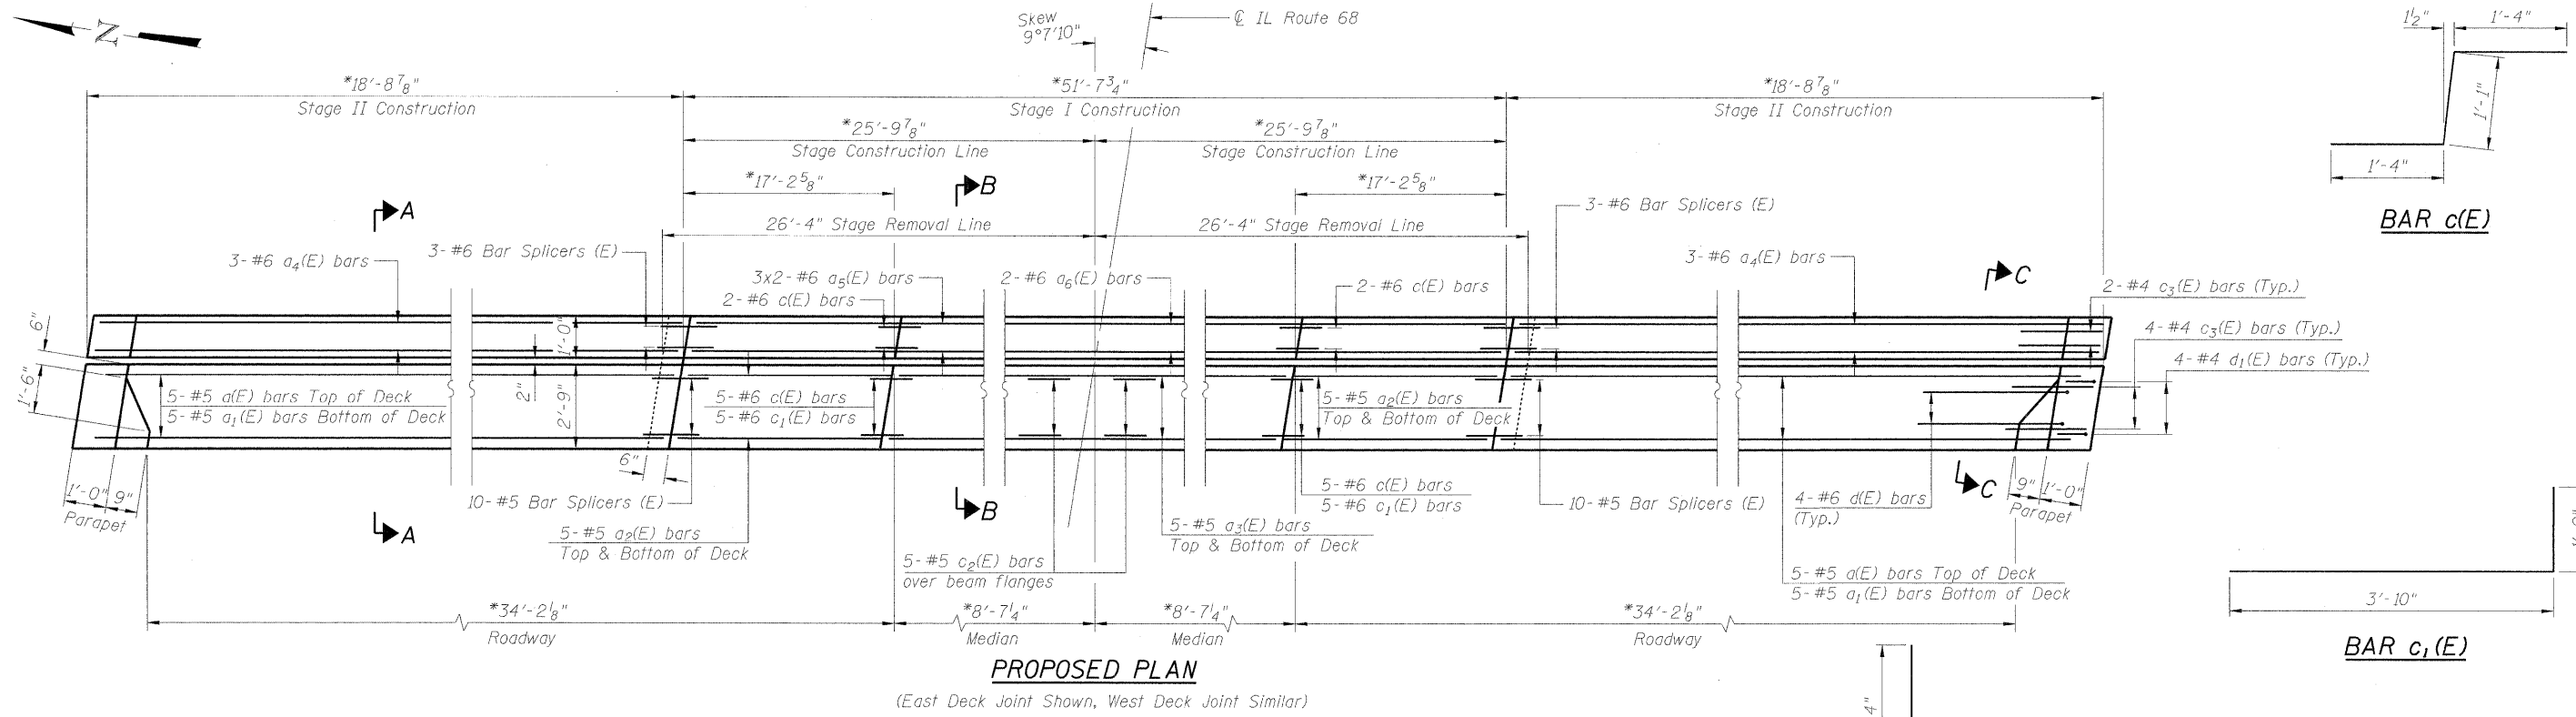 N
Skew
9°7'10"
℄ IL Route 68
1½"
1'-4"
*18'-8⅞"
Stage II Construction
*51'-7¾"
Stage I Construction
*18'-8⅞"
Stage II Construction
1'-1"
*25'-9⅞"
Stage Construction Line
*25'-9⅞"
Stage Construction Line
1'-4"
BAR c(E)
*17'-2⅝"
B
*17'-2⅝"
A
26'-4" Stage Removal Line
26'-4" Stage Removal Line
3-#6 Bar Splicers (E)
3-#6 a₄(E) bars
3-#6 Bar Splicers (E)
3x2-#6 a₅(E) bars
2-#6 c(E) bars
2-#6 a₆(E) bars
2-#6 c(E) bars
3-#6 a₄(E) bars
C
2-#4 c₃(E) bars (Typ.)
4-#4 c₃(E) bars (Typ.)
4-#4 d₁(E) bars (Typ.)
6"
1'-0"
1'-6"
2"
2'-9"
5-#5 a(E) bars Top of Deck
5-#5 a₁(E) bars Bottom of Deck
5-#6 c(E) bars
5-#6 c₁(E) bars
5-#5 a₂(E) bars
Top & Bottom of Deck
6"
1'-0"
9"
Parapet
10-#5 Bar Splicers (E)
A
5-#5 a₂(E) bars
Top & Bottom of Deck
B
5-#5 c₂(E) bars
over beam flanges
5-#5 a₃(E) bars
Top & Bottom of Deck
5-#6 c(E) bars
5-#6 c₁(E) bars
10-#5 Bar Splicers (E)
4-#6 d(E) bars
(Typ.)
C
9"
1'-0"
Parapet
5-#5 a(E) bars Top of Deck
5-#5 a₁(E) bars Bottom of Deck
3'-10"
BAR c₁(E)
*34'-2⅛"
Roadway
*8'-7¼"
Median
*8'-7¼"
Median
*34'-2⅛"
Roadway
PROPOSED PLAN
(East Deck Joint Shown, West Deck Joint Similar)
4"